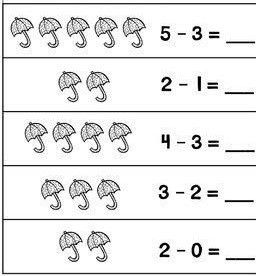 5 - 3 = ___
2 - 1 = ___
4 - 3 = ___
3 - 2 = ___
2 - 0 = ___